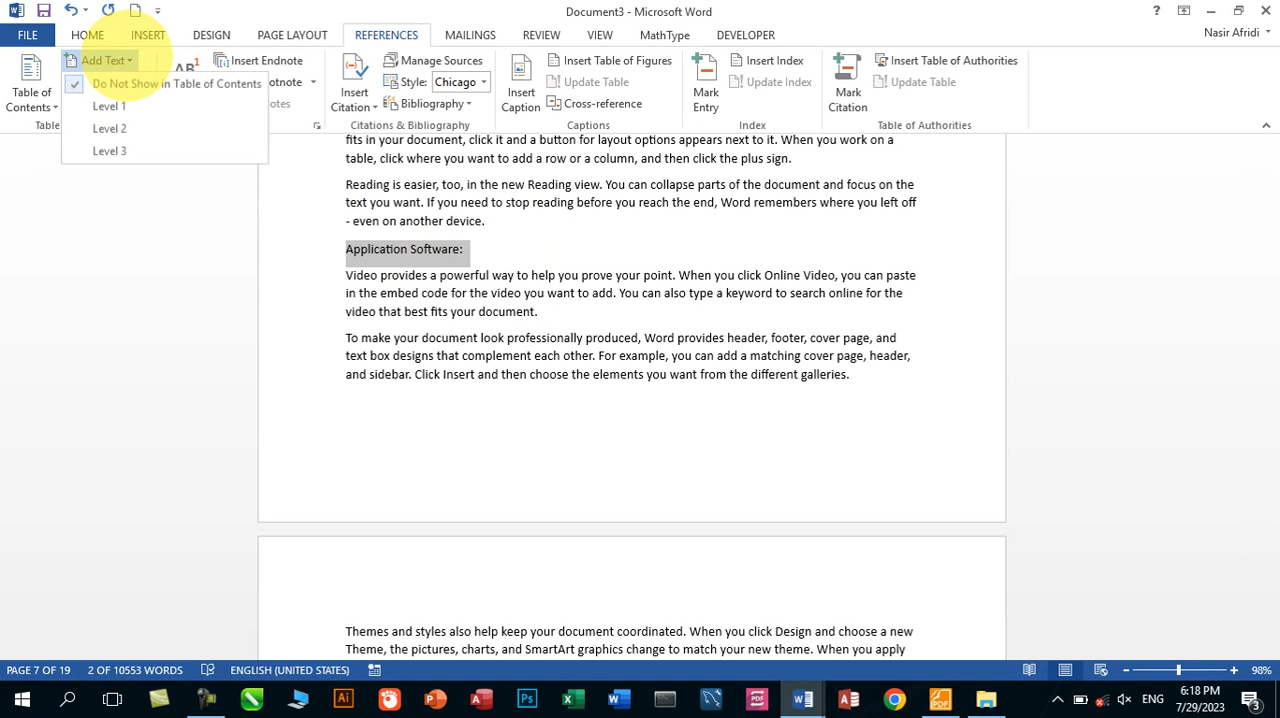 Document3 - Microsoft Word
FILE HOME INSERT DESIGN PAGE LAYOUT REFERENCES MAILINGS REVIEW VIEW MathType DEVELOPER Nasir Afridi
Add Text Insert Endnote Manage Sources Insert Table of Figures Insert Index Insert Table of Authorities
Do Not Show in Table of Contents
Style: Chicago Update Table Update Index Update Table
Table of Contents
Insert Citation
Insert Caption
Mark Entry
Mark Citation
Level 1
Bibliography Cross-reference
Level 2
Citations & Bibliography Captions Index Table of Authorities
Level 3
fits in your document, click it and a button for layout options appears next to it. When you work on a
table, click where you want to add a row or a column, and then click the plus sign.
Reading is easier, too, in the new Reading view. You can collapse parts of the document and focus on the
text you want. If you need to stop reading before you reach the end, Word remembers where you left off
- even on another device.
Application Software:
Video provides a powerful way to help you prove your point. When you click Online Video, you can paste
in the embed code for the video you want to add. You can also type a keyword to search online for the
video that best fits your document.
To make your document look professionally produced, Word provides header, footer, cover page, and
text box designs that complement each other. For example, you can add a matching cover page, header,
and sidebar. Click Insert and then choose the elements you want from the different galleries.
Themes and styles also help keep your document coordinated. When you click Design and choose a new
Theme, the pictures, charts, and SmartArt graphics change to match your new theme. When you apply
PAGE 7 OF 19 2 OF 10553 WORDS ENGLISH (UNITED STATES) 98%
ENG
6:18 PM
7/29/2023